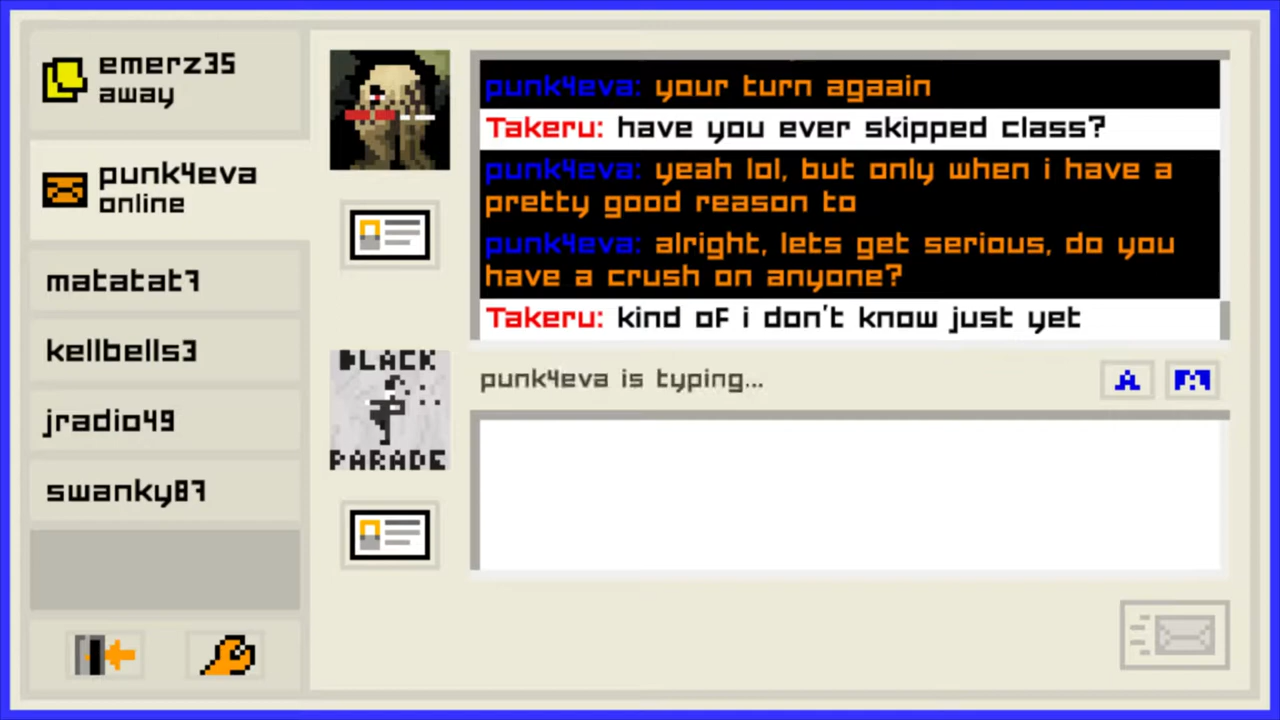 emerz35
away
punk4eva
online
matatat7
kellbells3
jradio49
swanky87
punk4eva: your turn agaain
Takeru: have you ever skipped class?
punk4eva: yeah lol, but only when i have a
pretty good reason to
punk4eva: alright, lets get serious, do you
have a crush on anyone?
Takeru: kind of i don't know just yet
BLACK
PARADE
punk4eva is typing...
A